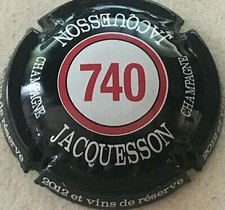 JACQUESSON
CHAMPAGNE
740
CHAMPAGNE
JACQUESSON
2012 et vins de réserve